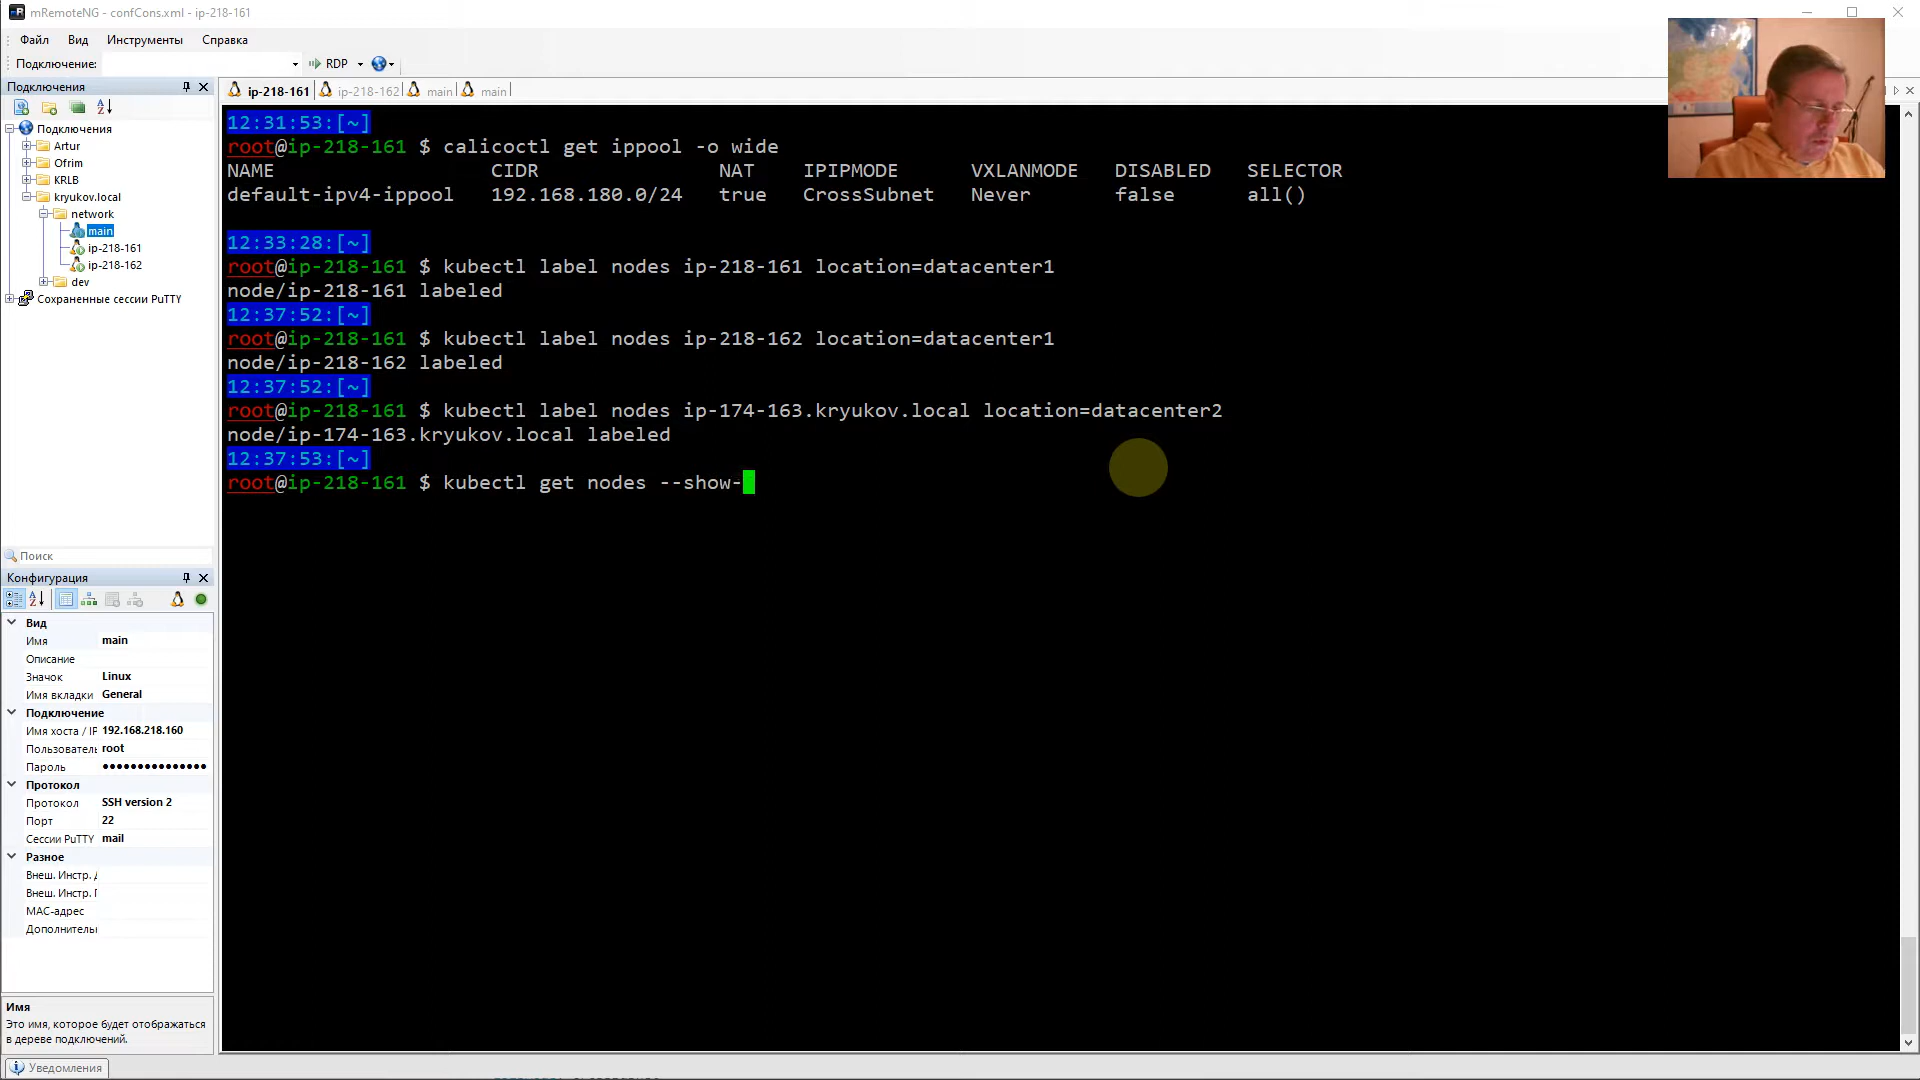 mRemoteNG - confCons.xml - ip-218-161
Файл Вид Инструменты Справка
Подключение: RDP
Подключения
ip-218-161 ip-218-162 main main
Подключения
Artur
Ofrim
KRLB
kryukov.local
network
main
ip-218-161
ip-218-162
dev
Сохраненные сессии PuTTY
12:31:53:[~]
root@ip-218-161 $ calicoctl get ippool -o wide
NAME CIDR NAT IPIPMODE VXLANMODE DISABLED SELECTOR
default-ipv4-ippool 192.168.180.0/24 true CrossSubnet Never false all()
12:33:28:[~]
root@ip-218-161 $ kubectl label nodes ip-218-161 location=datacenter1
node/ip-218-161 labeled
12:37:52:[~]
root@ip-218-161 $ kubectl label nodes ip-218-162 location=datacenter1
node/ip-218-162 labeled
12:37:52:[~]
root@ip-218-161 $ kubectl label nodes ip-174-163.kryukov.local location=datacenter2
node/ip-174-163.kryukov.local labeled
12:37:53:[~]
root@ip-218-161 $ kubectl get nodes --show-
Поиск
Конфигурация
Вид
Имя main
Описание
Значок Linux
Имя вкладки General
Подключение
Имя хоста / IP 192.168.218.160
Пользователь root
Пароль ●●●●●●●●●●●●●●●
Протокол
Протокол SSH version 2
Порт 22
Сессии PuTTY mail
Разное
Внеш. Инстр. Д
Внеш. Инстр. П
MAC-адрес
Дополнитель
Имя
Это имя, которое будет отображаться
в дереве подключений.
Уведомления